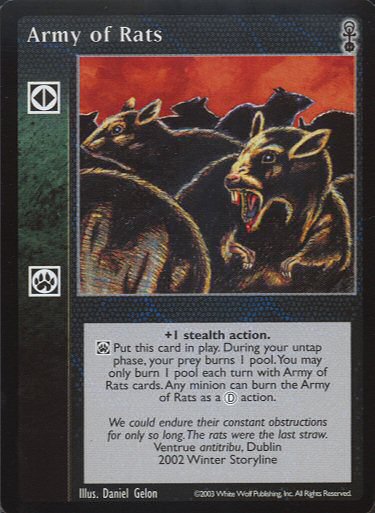 Army of Rats
+1 stealth action.
Put this card in play. During your untap
phase, your prey burns 1 pool. You may
only burn 1 pool each turn with Army of
Rats cards. Any minion can burn the Army
of Rats as a D action.
We could endure their constant obstructions
for only so long. The rats were the last straw.
Ventrue antitribu, Dublin
2002 Winter Storyline
Illus. Daniel Gelon
©2003 White Wolf Publishing, Inc. All Rights Reserved.